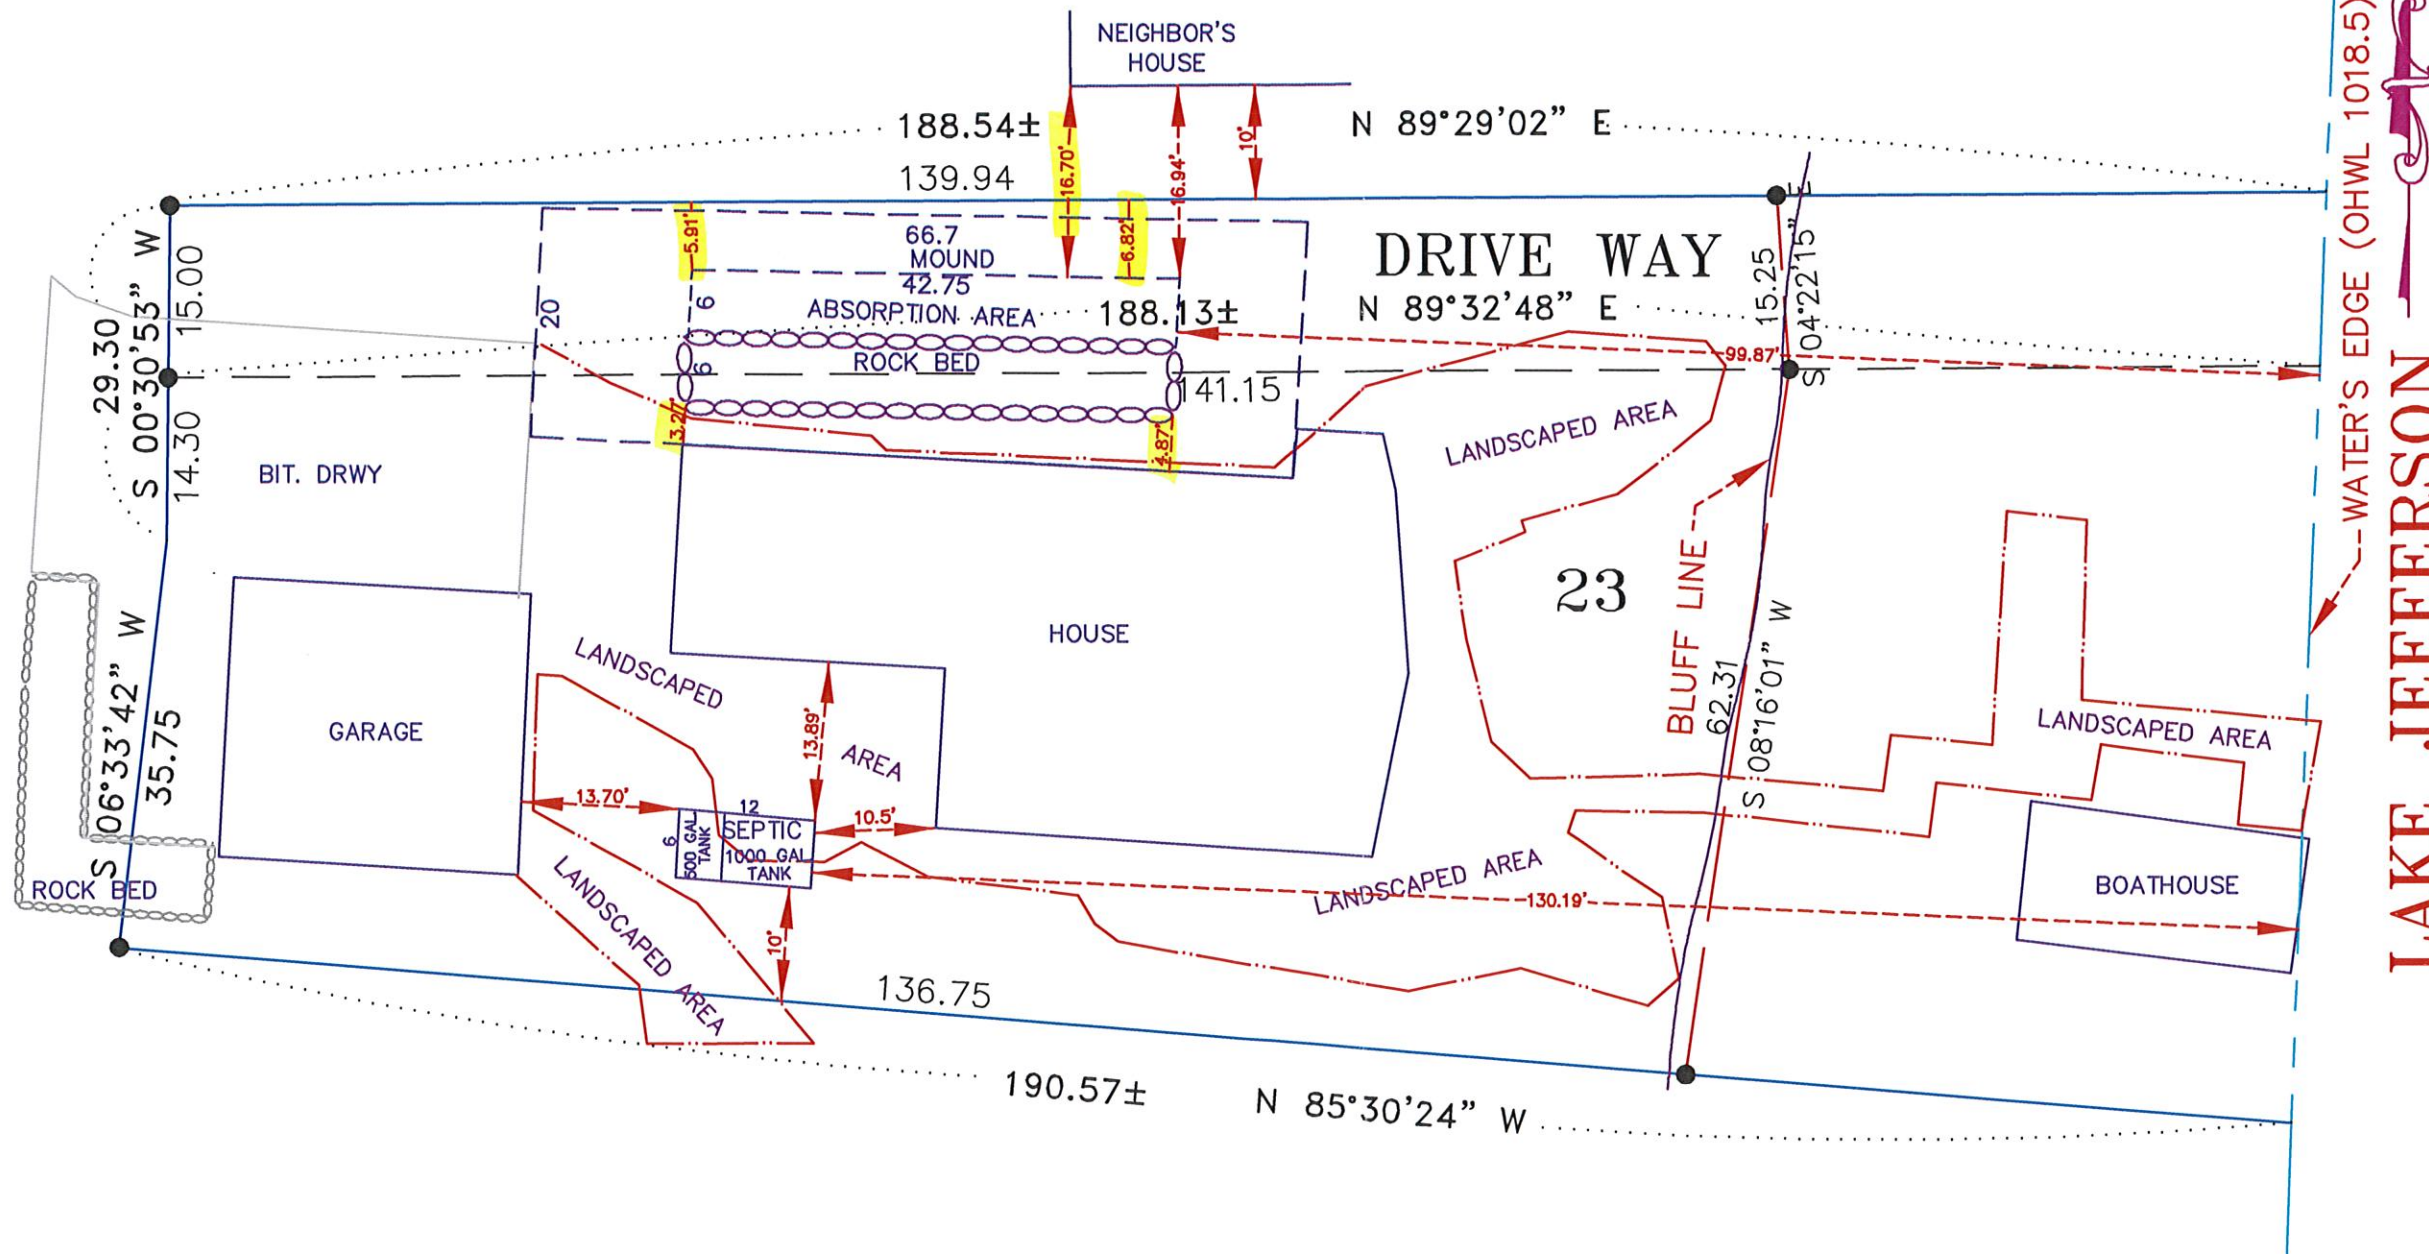 NEIGHBOR'S
HOUSE
188.54±
N 89°29'02" E
139.94
16.70'
16.94'
10'
5.91'
6.82'
66.7
MOUND
42.75
ABSORPTION AREA
188.13±
DRIVE WAY
N 89°32'48" E
99.87'
15.25
S 04°22'15" E
WATER'S EDGE (OHWL 1018.5)
LAKE JEFFERSON
29.30
S 00°30'53" W
15.00
14.30
20
6
6
ROCK BED
141.15
3.27'
4.87'
BIT. DRWY
LANDSCAPED AREA
BLUFF LINE
23
HOUSE
62.31
S 08°16'01" W
LANDSCAPED AREA
S 06°33'42" W
35.75
GARAGE
LANDSCAPED
AREA
13.89'
13.70'
12
10.5'
6
500 GAL
TANK
SEPTIC
1000 GAL
TANK
130.19'
LANDSCAPED AREA
BOATHOUSE
ROCK BED
LANDSCAPED AREA
10'
136.75
190.57±
N 85°30'24" W